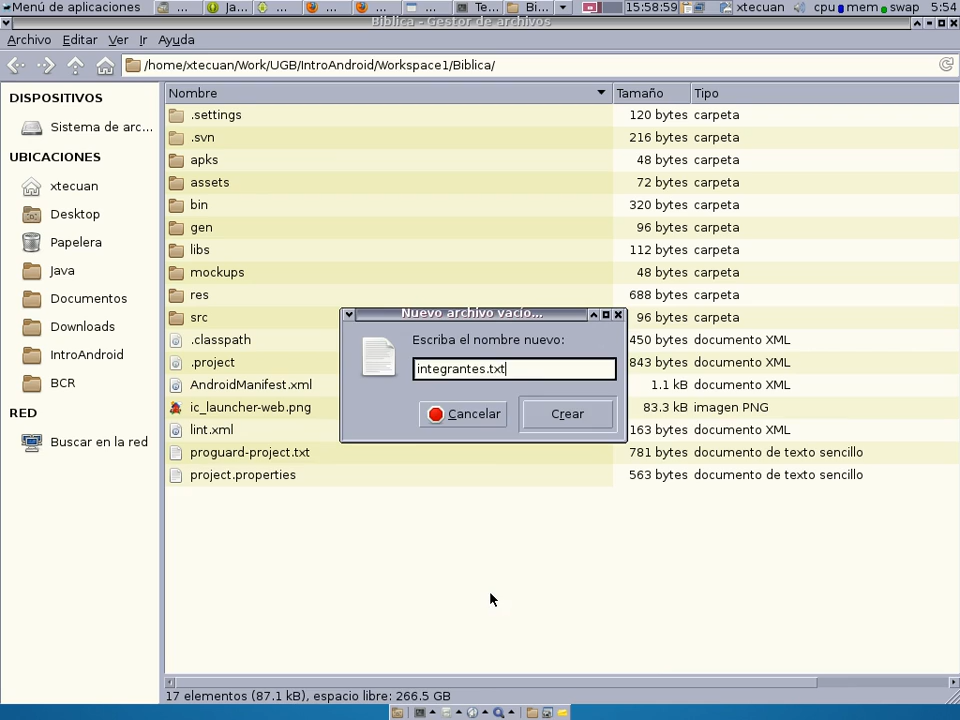 Menú de aplicaciones ... Ja... ... ... ... ... Te... Bi... 15:58:59 xtecuan cpu mem swap 5:54
Biblica - Gestor de archivos
Archivo Editar Ver Ir Ayuda
/home/xtecuan/Work/UGB/IntroAndroid/Workspace1/Biblica/
DISPOSITIVOS
Sistema de arc...
UBICACIONES
xtecuan
Desktop
Papelera
Java
Documentos
Downloads
IntroAndroid
BCR
RED
Buscar en la red
Nombre Tamaño Tipo
.settings 120 bytes carpeta
.svn 216 bytes carpeta
apks 48 bytes carpeta
assets 72 bytes carpeta
bin 320 bytes carpeta
gen 96 bytes carpeta
libs 112 bytes carpeta
mockups 48 bytes carpeta
res 688 bytes carpeta
src 96 bytes carpeta
.classpath 450 bytes documento XML
.project 843 bytes documento XML
AndroidManifest.xml 1.1 kB documento XML
ic_launcher-web.png 83.3 kB imagen PNG
lint.xml 163 bytes documento XML
proguard-project.txt 781 bytes documento de texto sencillo
project.properties 563 bytes documento de texto sencillo
Nuevo archivo vacío...
Escriba el nombre nuevo:
integrantes.txt
Cancelar Crear
17 elementos (87.1 kB), espacio libre: 266.5 GB